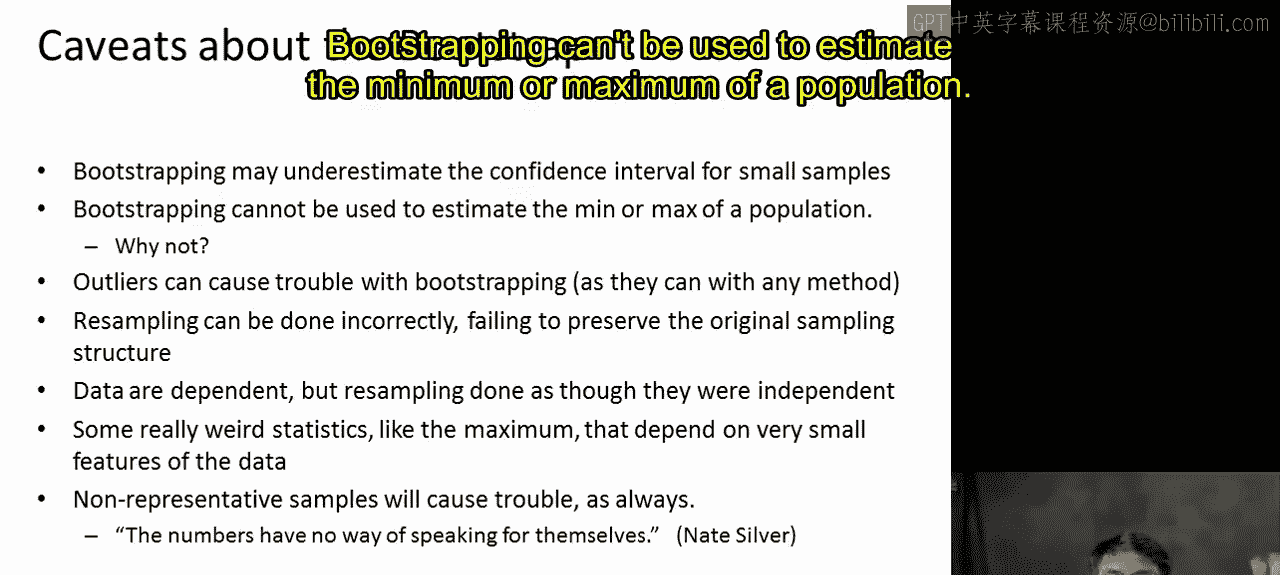 GPT中英字幕课程资源@bilibili.com
Caveats about
Bootstrapping can't be used to estimate
the minimum or maximum of a population.
• Bootstrapping may underestimate the confidence interval for small samples
• Bootstrapping cannot be used to estimate the min or max of a population.
– Why not?
• Outliers can cause trouble with bootstrapping (as they can with any method)
• Resampling can be done incorrectly, failing to preserve the original sampling
structure
• Data are dependent, but resampling done as though they were independent
• Some really weird statistics, like the maximum, that depend on very small
features of the data
• Non-representative samples will cause trouble, as always.
– “The numbers have no way of speaking for themselves.” (Nate Silver)